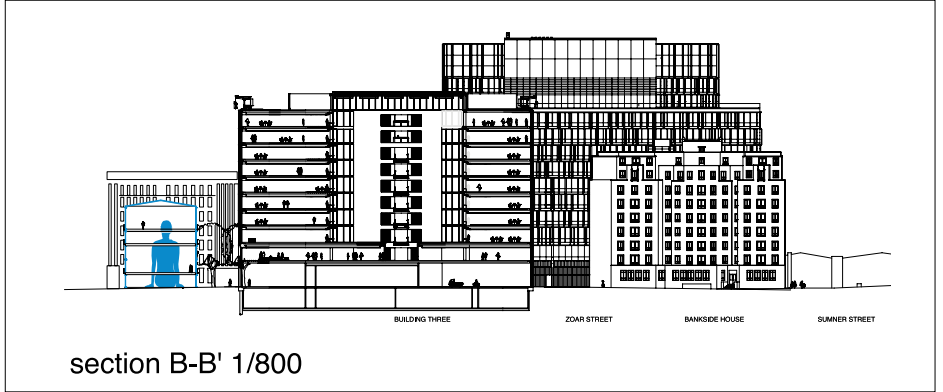 BUILDING THREE
ZOAR STREET
BANKSIDE HOUSE
SUMNER STREET
section B-B' 1/800